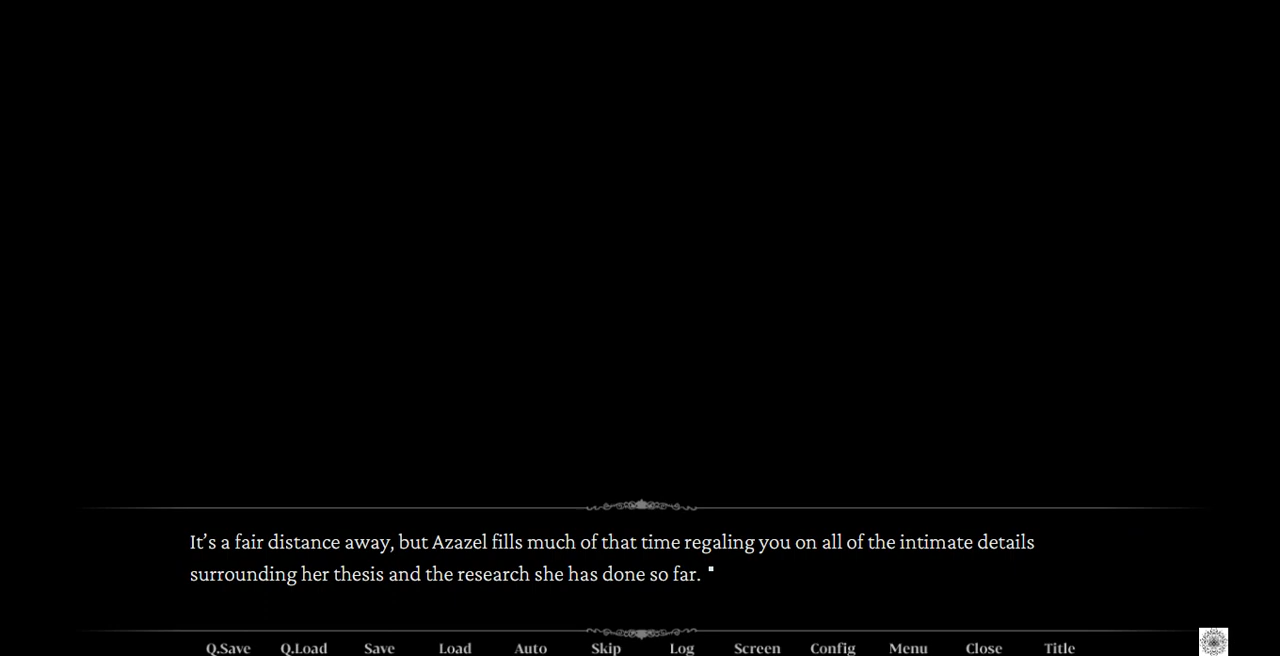 It's a fair distance away, but Azazel fills much of that time regaling you on all of the intimate details
surrounding her thesis and the research she has done so far.
Q.Save Q.Load Save Load Auto Skip Log Screen Config Menu Close Title